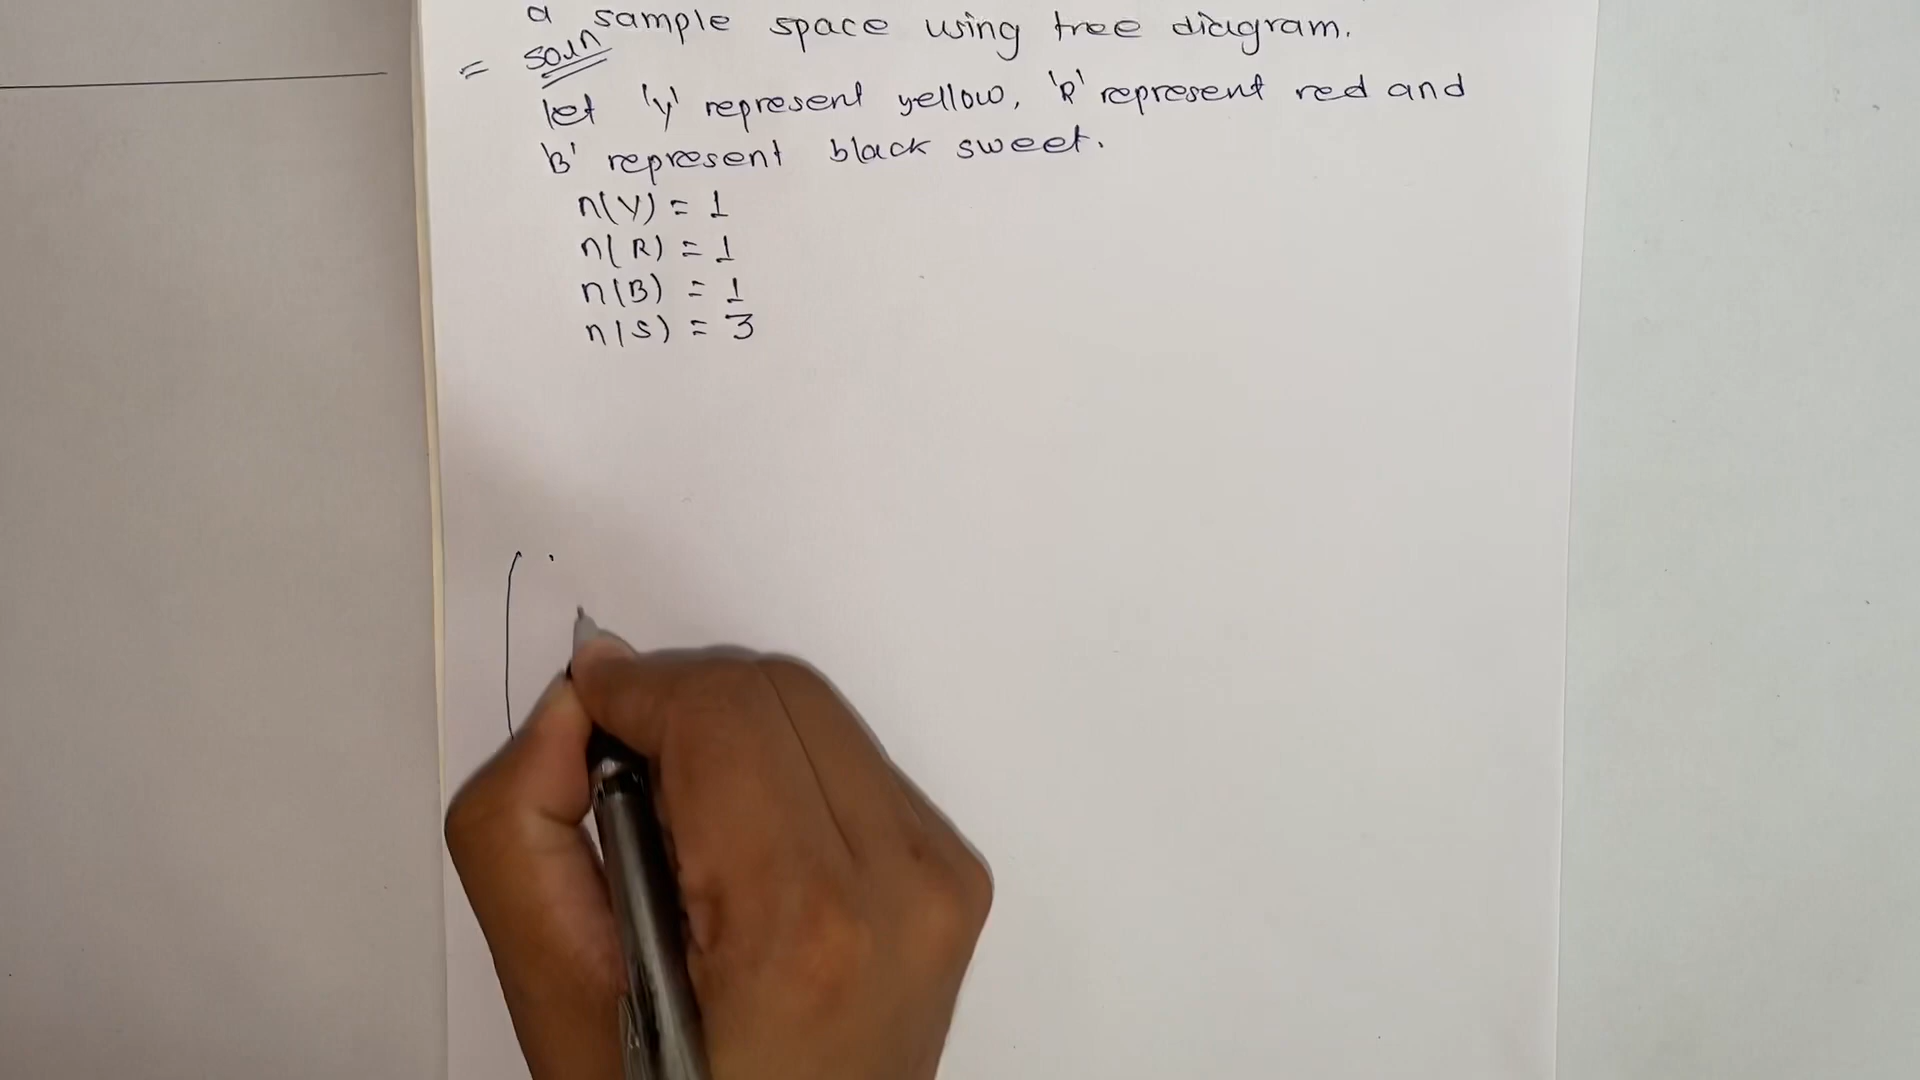 a sample space using tree diagram.
= soln
let 'y' represent yellow, 'R' represent red and
'B' represent black sweet.
n(Y) = 1
n(R) = 1
n(B) = 1
n(S) = 3